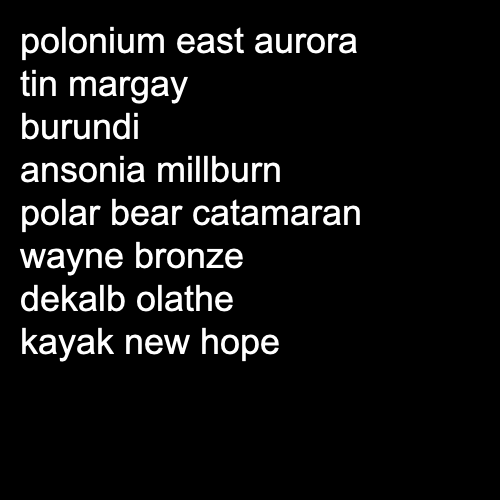 polonium east aurora
tin margay
burundi
ansonia millburn
polar bear catamaran
wayne bronze
dekalb olathe
kayak new hope